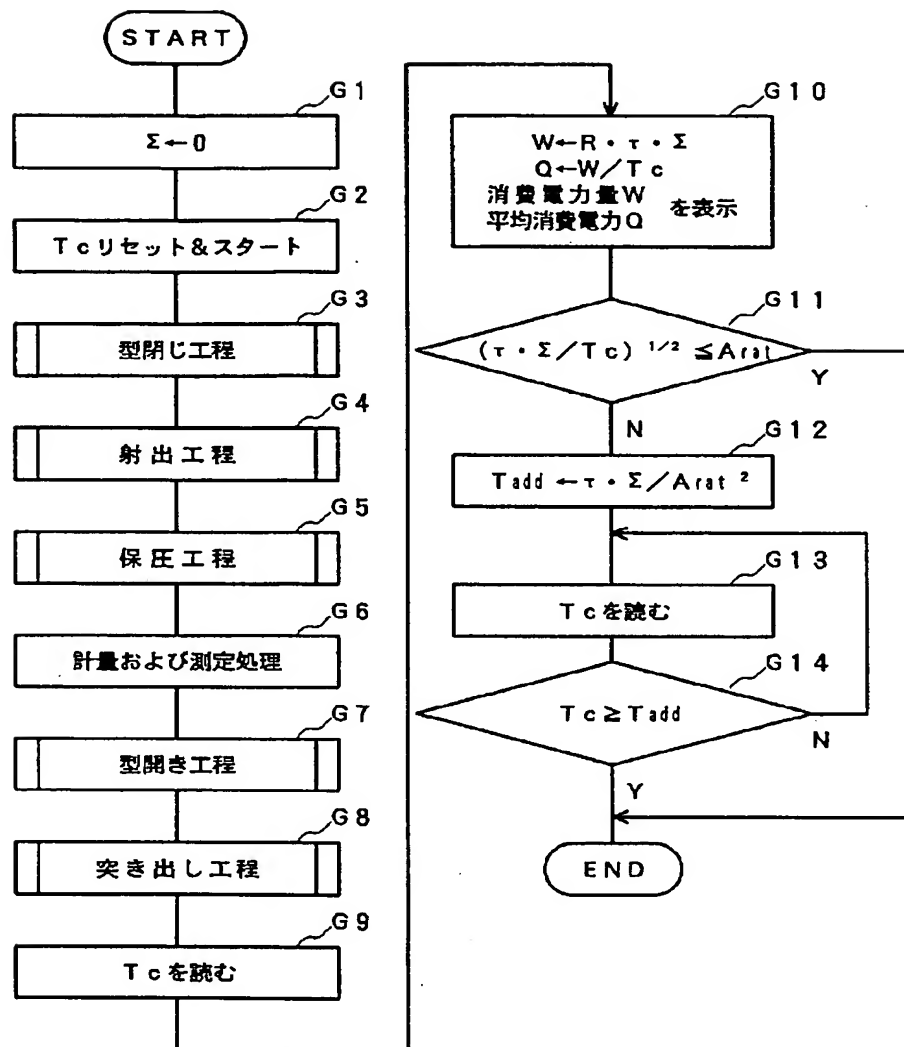 START
G1
Σ←0
G2
Tcリセット&スタート
G3
型閉じ工程
G4
射出工程
G5
保圧工程
G6
計量および測定処理
G7
型開き工程
G8
突き出し工程
G9
Tcを読む
G10
W←R・τ・Σ
Q←W/Tc
消費電力量W
平均消費電力Q
を表示
G11
(τ・Σ/Tc) 1/2 ≦Arat
Y
N
G12
Tadd←τ・Σ/Arat 2
G13
Tcを読む
G14
Tc≧Tadd
N
Y
END